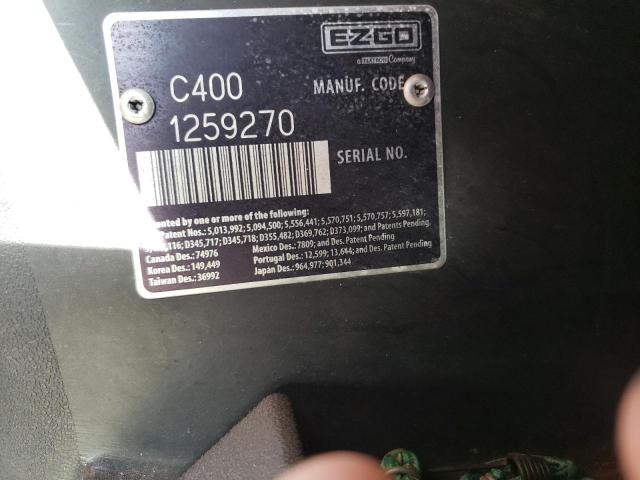 EZGO
a TEXTRON Company
C400 MANUF. CODE
1259270
SERIAL NO.
by one or more of the following:
Patent Nos.: 5,013,992; 5,094,500; 5,556,441; 5,570,751; 5,570,757; 5,597,181;
116; D345,717; D345,718; D355,482; D369,762; D373,099; and Patents Pending
Canada Des.: 74976 Mexico Des.: 7809; and Des. Patent Pending
Korea Des.: 149,449 Portugal Des.: 12,599; 13,644; and Des. Patent Pending
Taiwan Des.: 36992 Japan Des.: 964,977; 901,344